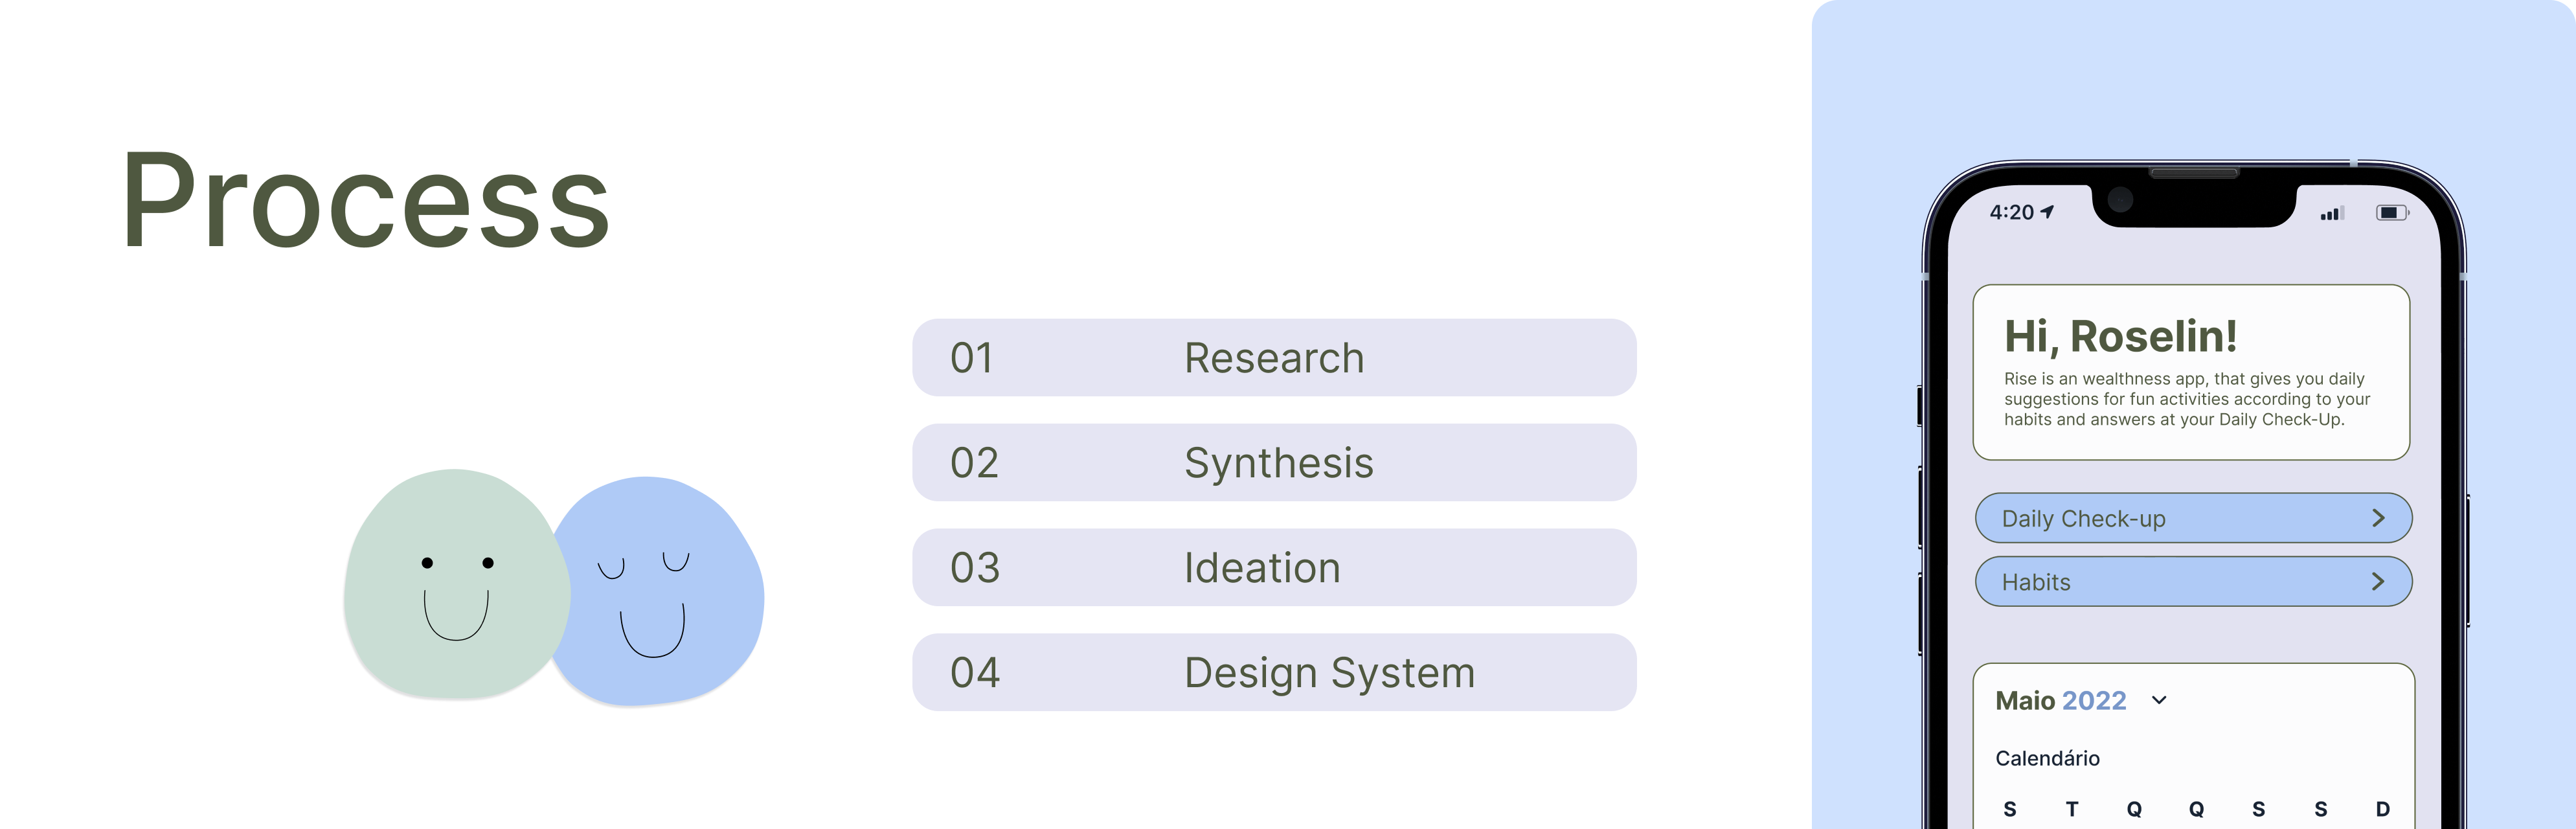 Process
01 Research
02 Synthesis
03 Ideation
04 Design System
4:20
Hi, Roselin!
Rise is an wealthness app, that gives you daily
suggestions for fun activities according to your
habits and answers at your Daily Check-Up.
Daily Check-up
Habits
Maio 2022
Calendário
S T Q Q S S D